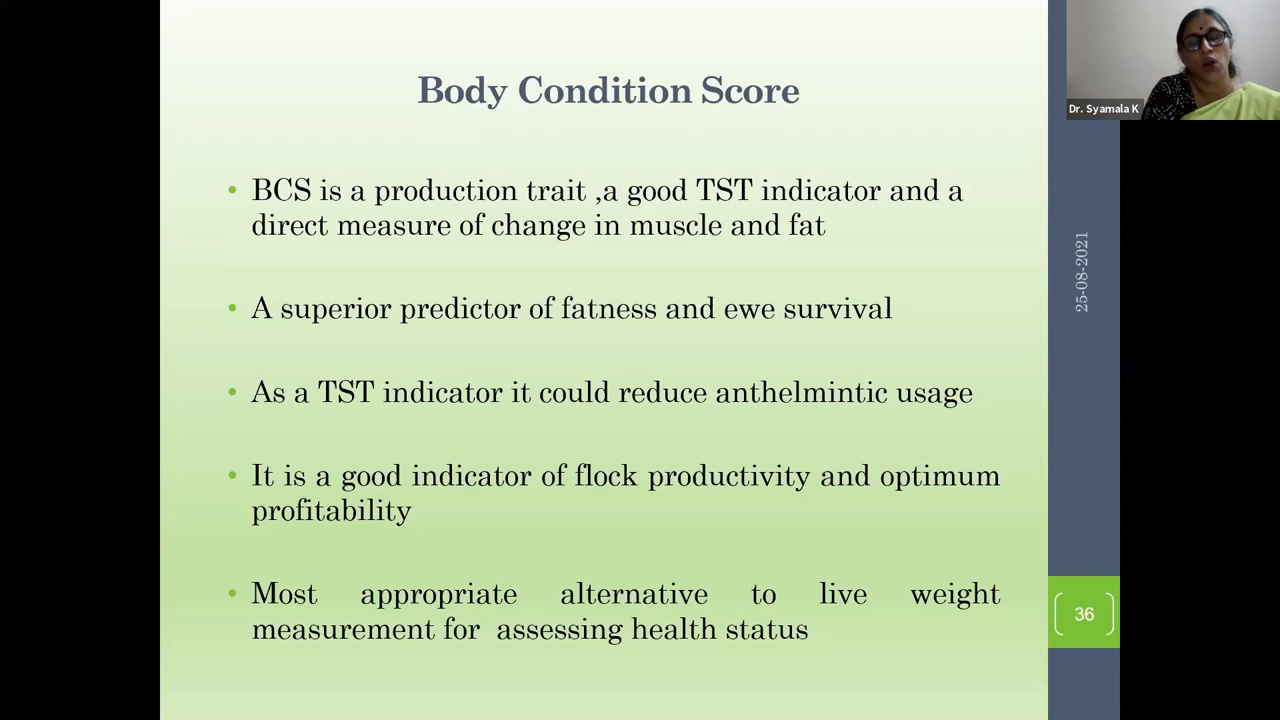 Body Condition Score
• BCS is a production trait ,a good TST indicator and a
direct measure of change in muscle and fat
• A superior predictor of fatness and ewe survival
• As a TST indicator it could reduce anthelmintic usage
• It is a good indicator of flock productivity and optimum
profitability
• Most appropriate alternative to live weight
measurement for assessing health status
Dr. Syamala K
25-08-2021
36